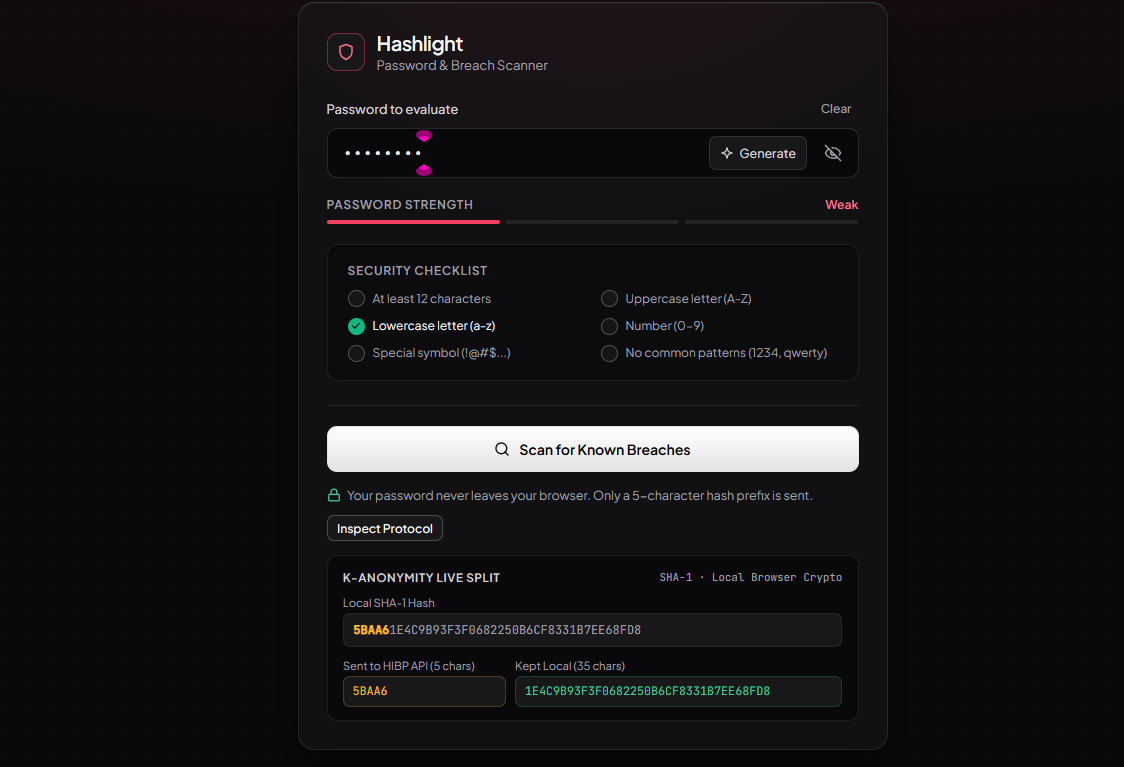 Hashlight
Password & Breach Scanner
Password to evaluate
Clear
••••••••
Generate
PASSWORD STRENGTH
Weak
SECURITY CHECKLIST
At least 12 characters
Uppercase letter (A-Z)
Lowercase letter (a-z)
Number (0-9)
Special symbol (!@#$...)
No common patterns (1234, qwerty)
Scan for Known Breaches
Your password never leaves your browser. Only a 5-character hash prefix is sent.
Inspect Protocol
K-ANONYMITY LIVE SPLIT
SHA-1 · Local Browser Crypto
Local SHA-1 Hash
5BAA61E4C9B93F3F0682250B6CF8331B7EE68FD8
Sent to HIBP API (5 chars)
Kept Local (35 chars)
5BAA6
1E4C9B93F3F0682250B6CF8331B7EE68FD8